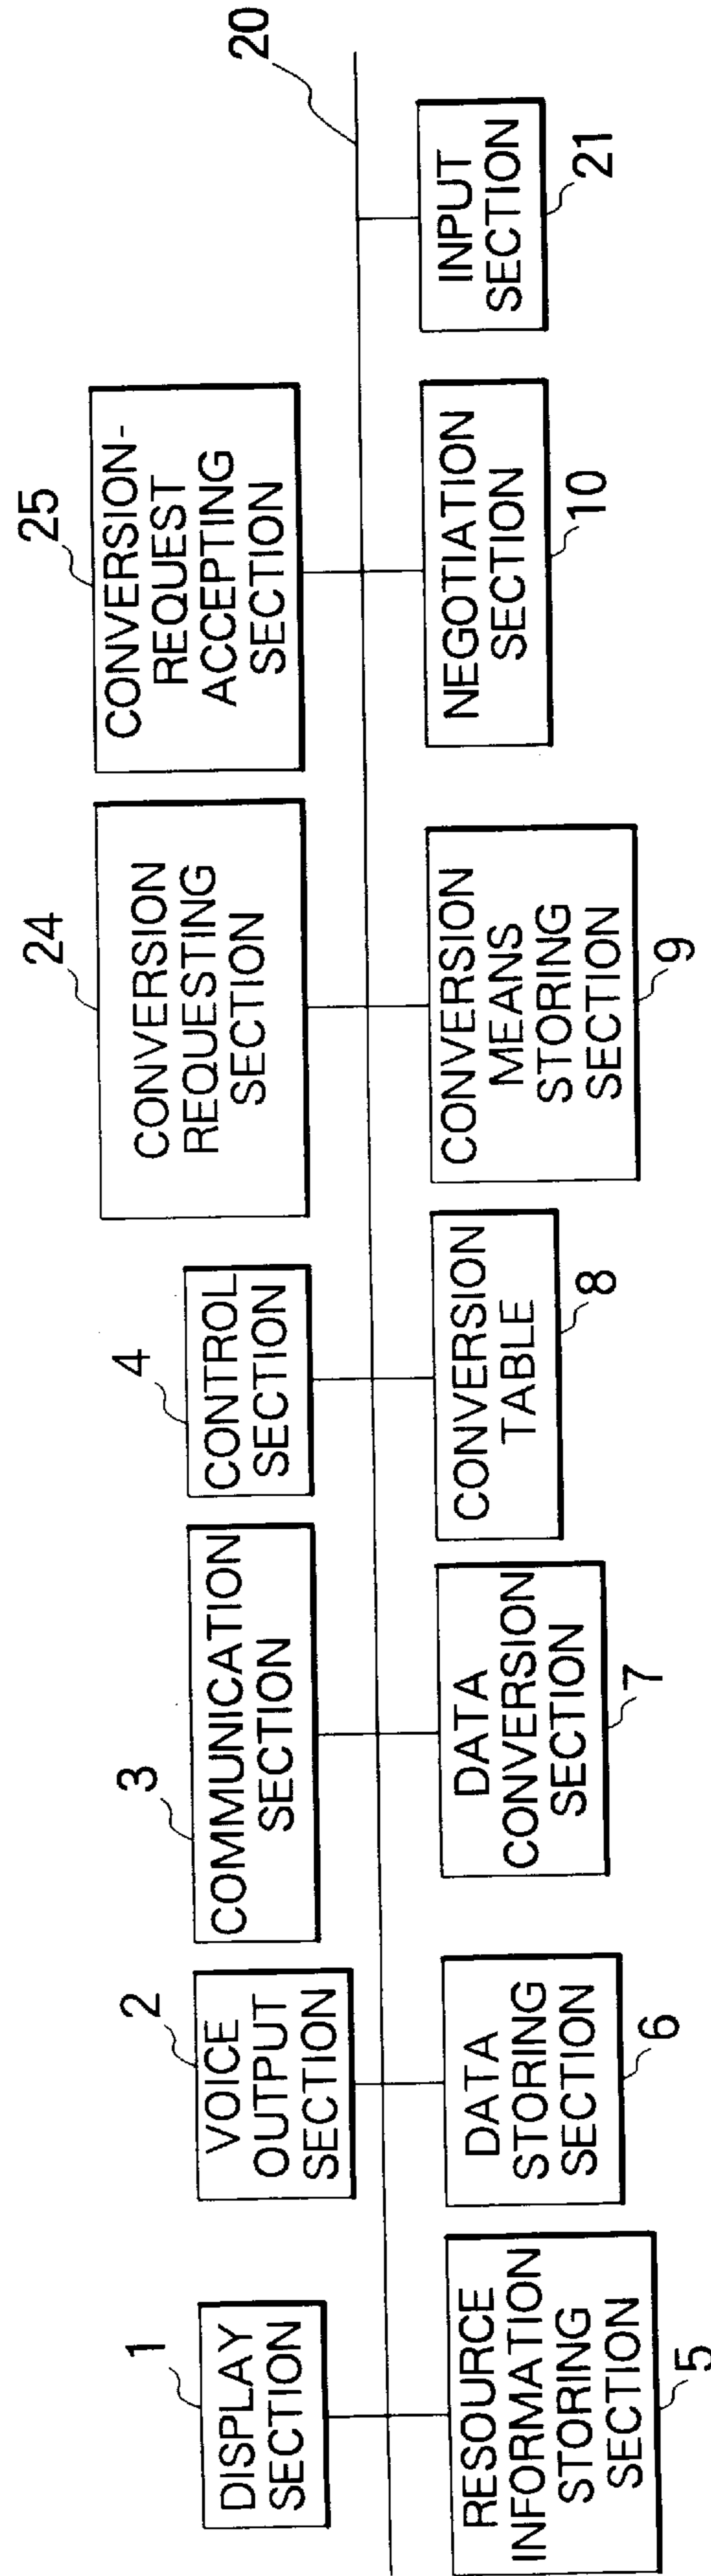 1
DISPLAY
SECTION
2
VOICE
OUTPUT
SECTION
3
COMMUNICATION
SECTION
4
CONTROL
SECTION
24
CONVERSION
REQUESTING
SECTION
25
CONVERSION-
REQUEST
ACCEPTING
SECTION
20
RESOURCE
INFORMATION
STORING
SECTION
5
DATA
STORING
SECTION
6
DATA
CONVERSION
SECTION
7
CONVERSION
TABLE
8
CONVERSION
MEANS
STORING
SECTION
9
NEGOTIATION
SECTION
10
INPUT
SECTION
21